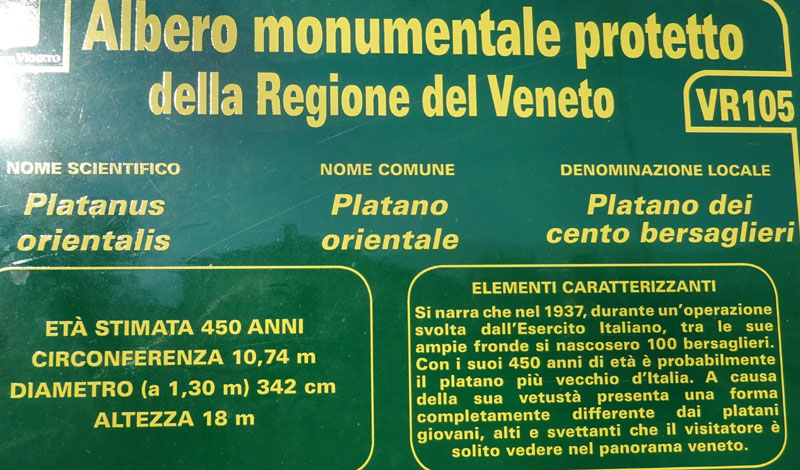 Albero monumentale protetto
della Regione del Veneto
VR105
NOME SCIENTIFICO
Platanus
orientalis
NOME COMUNE
Platano
orientale
DENOMINAZIONE LOCALE
Platano dei
cento bersaglieri
ETÀ STIMATA 450 ANNI
CIRCONFERENZA 10,74 m
DIAMETRO (a 1,30 m) 342 cm
ALTEZZA 18 m
ELEMENTI CARATTERIZZANTI
Si narra che nel 1937, durante un'operazione
svolta dall'Esercito Italiano, tra le sue
ampie fronde si nascosero 100 bersaglieri.
Con i suoi 450 anni di età è probabilmente
il platano più vecchio d'Italia. A causa
della sua vetustà presenta una forma
completamente differente dai platani
giovani, alti e svettanti che il visitatore è
solito vedere nel panorama veneto.